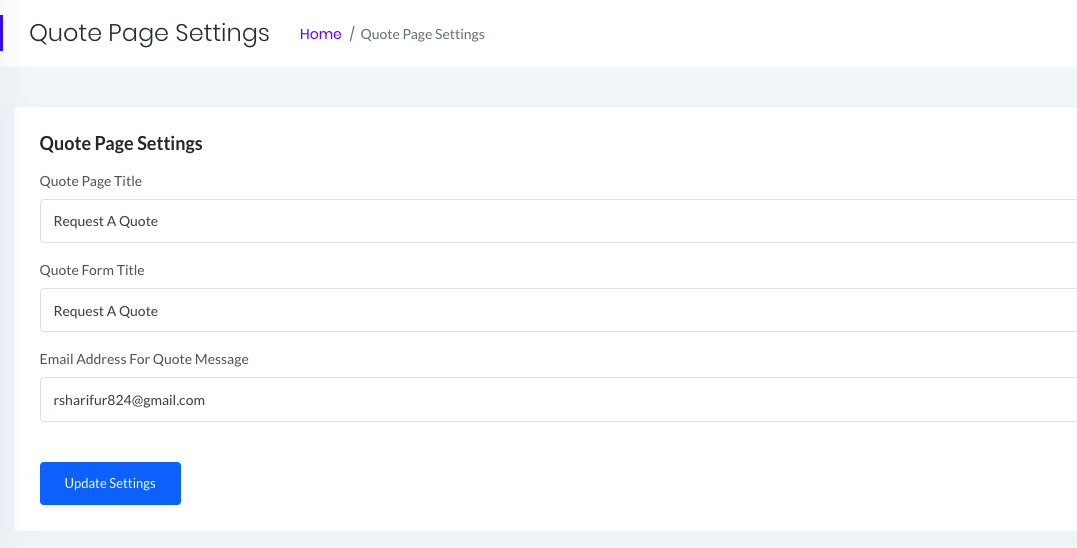 Quote Page Settings
Home / Quote Page Settings
Quote Page Settings
Quote Page Title
Request A Quote
Quote Form Title
Request A Quote
Email Address For Quote Message
rsharifur824@gmail.com
Update Settings